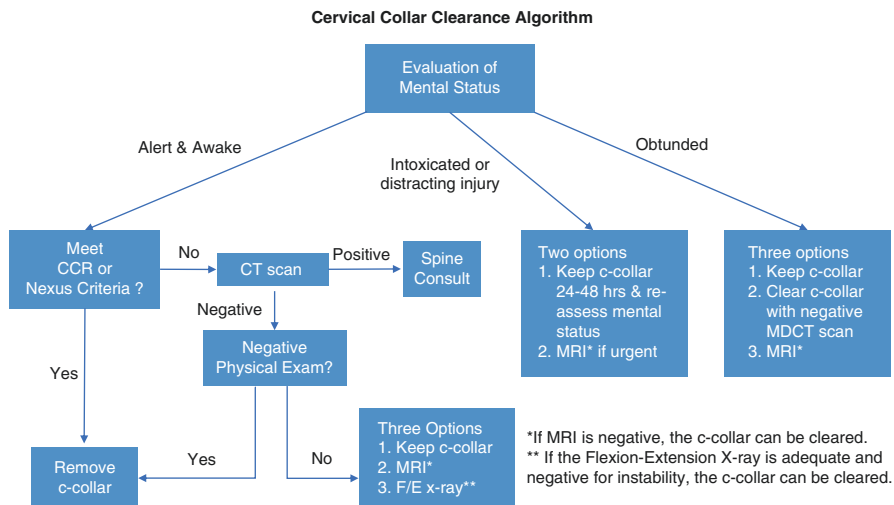 Cervical Collar Clearance Algorithm
Evaluation of
Mental Status
Alert & Awake
Intoxicated or
distracting injury
Obtunded
Meet
CCR or
Nexus Criteria ?
No
CT scan
Positive
Spine
Consult
Two options
1. Keep c-collar
24-48 hrs & re-
assess mental
status
2. MRI* if urgent
Three options
1. Keep c-collar
2. Clear c-collar
with negative
MDCT scan
3. MRI*
Negative
Negative
Physical Exam?
Yes
Remove
c-collar
Yes
No
Three Options
1. Keep c-collar
2. MRI*
3. F/E x-ray**
*If MRI is negative, the c-collar can be cleared.
** If the Flexion-Extension X-ray is adequate and
negative for instability, the c-collar can be cleared.